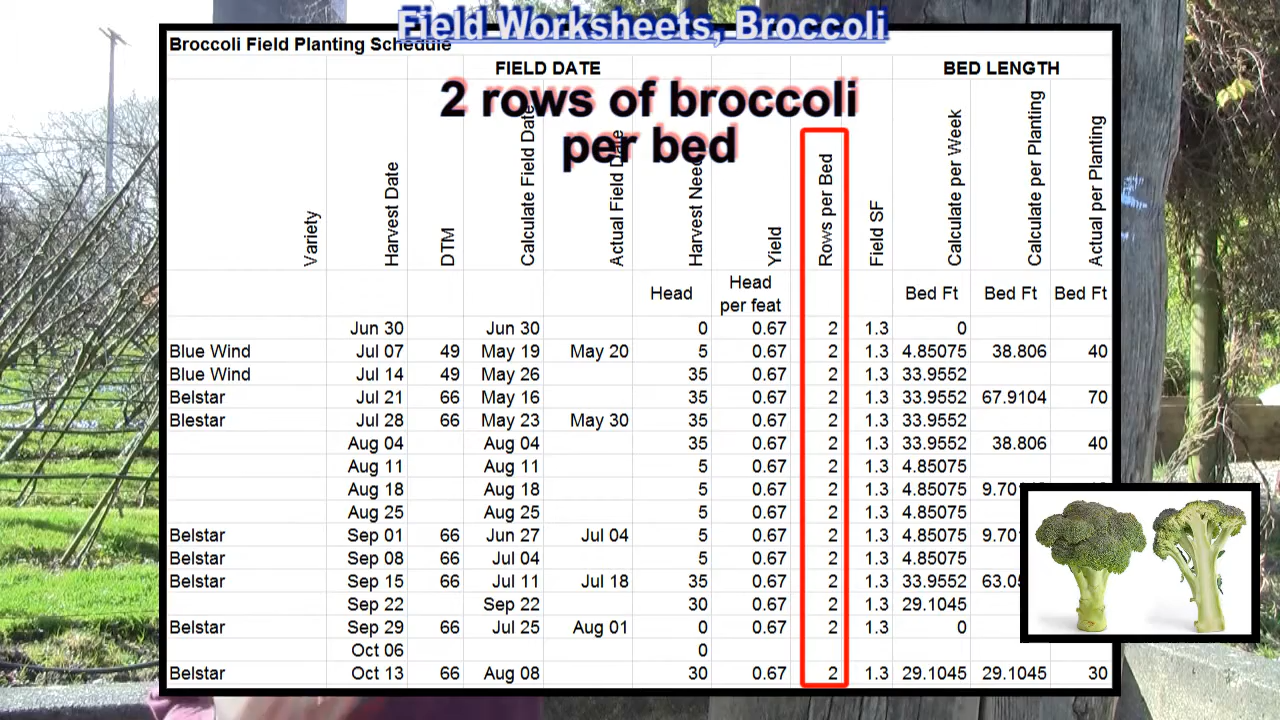 Field Worksheets, Broccoli
Broccoli Field Planting Schedule
FIELD DATE BED LENGTH
2 rows of broccoli
per bed
Variety Harvest Date DTM Calculate Field Date Actual Field Date Harvest Need Yield Rows per Bed Field SF Calculate per Week Calculate per Planting Actual per Planting
Head Head per feat Bed Ft Bed Ft Bed Ft
Jun 30 Jun 30 0 0.67 2 1.3 0
Blue Wind Jul 07 49 May 19 May 20 5 0.67 2 1.3 4.85075 38.806 40
Blue Wind Jul 14 49 May 26 35 0.67 2 1.3 33.9552
Belstar Jul 21 66 May 16 35 0.67 2 1.3 33.9552 67.9104 70
Blestar Jul 28 66 May 23 May 30 35 0.67 2 1.3 33.9552
Aug 04 Aug 04 35 0.67 2 1.3 33.9552 38.806 40
Aug 11 Aug 11 5 0.67 2 1.3 4.85075
Aug 18 Aug 18 5 0.67 2 1.3 4.85075
Aug 25 Aug 25 5 0.67 2 1.3 4.85075
Belstar Sep 01 66 Jun 27 Jul 04 5 0.67 2 1.3 4.85075
Belstar Sep 08 66 Jul 04 5 0.67 2 1.3 4.85075
Belstar Sep 15 66 Jul 11 Jul 18 35 0.67 2 1.3 33.9552
Sep 22 Sep 22 30 0.67 2 1.3 29.1045
Belstar Sep 29 66 Jul 25 Aug 01 0 0.67 2 1.3 0
Oct 06 0
Belstar Oct 13 66 Aug 08 30 0.67 2 1.3 29.1045 29.1045 30